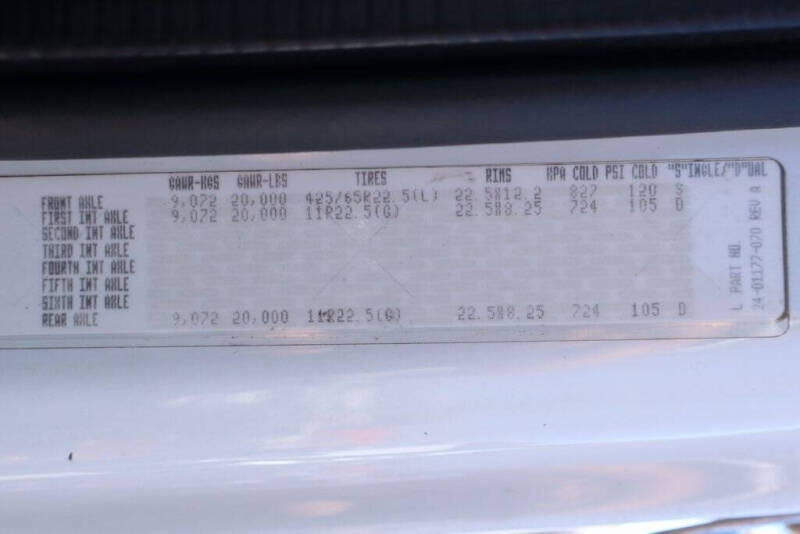 GAWR-KGS GAWR-LBS TIRES RIMS KPA COLD PSI COLD "S"INGLE/"D"UAL
FRONT AXLE 9,072 20,000 425/65R22.5(L) 22.5X12.2 827 120 S
FIRST INT AXLE 9,072 20,000 11R22.5(G) 22.5X8.25 724 105 D
SECOND INT AXLE
THIRD INT AXLE
FOURTH INT AXLE
FIFTH INT AXLE
SIXTH INT AXLE
REAR AXLE 9,072 20,000 11R22.5(G) 22.5X8.25 724 105 D
L PART NO.
24-01177-070 REV A